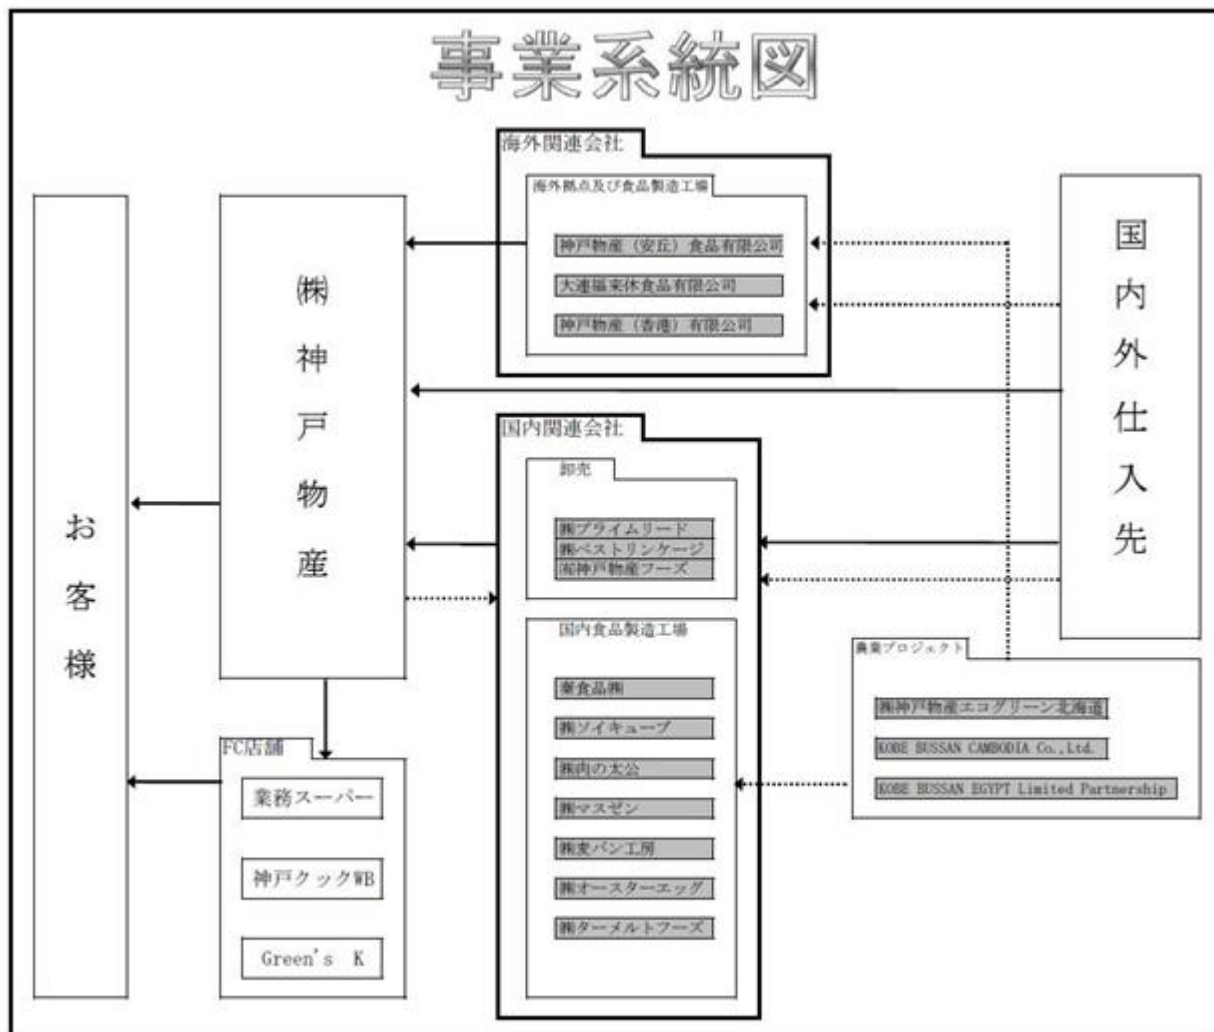 事業系統図
お客様
㈱神戸物産
FC店舗
業務スーパー
神戸クックWB
Green's K
海外関連会社
海外拠点及び食品製造工場
神戸物産（安丘）食品有限公司
大連福来休食品有限公司
神戸物産（香港）有限公司
国内関連会社
卸売
㈱プライムリード
㈱ベストリンケージ
㈲神戸物産フーズ
国内食品製造工場
秦食品㈱
㈱ソイキューブ
㈱肉の太公
㈱マスゼン
㈱麦パン工房
㈱オースターエッグ
㈱ターメルトフーズ
国内外仕入先
農業プロジェクト
㈱神戸物産エコグリーン北海道
KOBE BUSSAN CAMBODIA Co.,Ltd.
KOBE BUSSAN EGYPT Limited Partnership